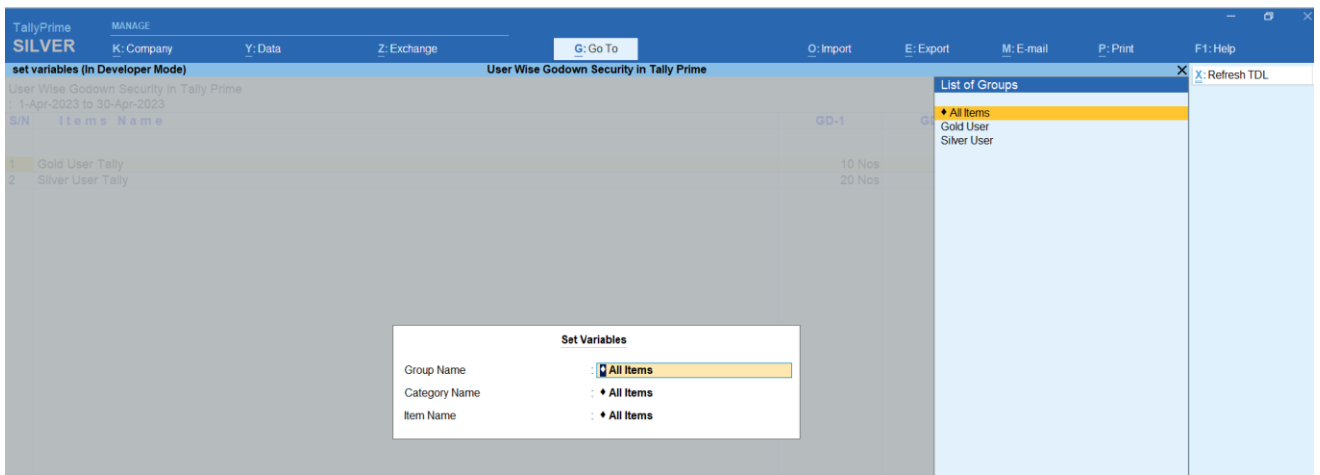 TallyPrime MANAGE
SILVER K: Company Y: Data Z: Exchange G: Go To O: Import E: Export M: E-mail P: Print F1: Help
set variables (In Developer Mode) User Wise Godown Security in Tally Prime X
X: Refresh TDL
User Wise Godown Security in Tally Prime
: 1-Apr-2023 to 30-Apr-2023
S/N Items Name GD-1
List of Groups
♦ All Items
Gold User
Silver User
1 Gold User Tally 10 Nos
2 Silver User Tally 20 Nos
Set Variables
Group Name : ♦ All Items
Category Name : ♦ All Items
Item Name : ♦ All Items